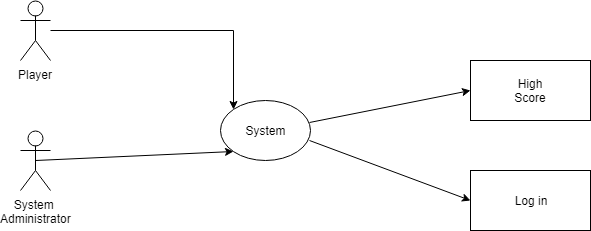 Player
System
High
Score
System
Administrator
Log in